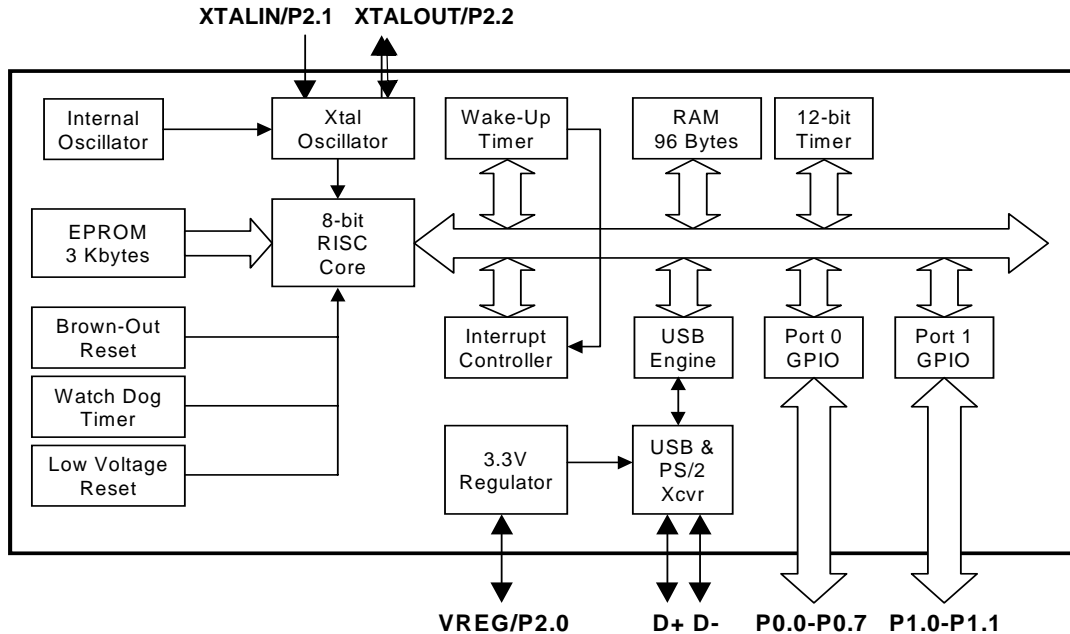 XTALIN/P2.1 XTALOUT/P2.2
Internal
Oscillator
Xtal
Oscillator
Wake-Up
Timer
RAM
96 Bytes
12-bit
Timer
EPROM
3 Kbytes
8-bit
RISC
Core
Brown-Out
Reset
Interrupt
Controller
USB
Engine
Port 0
GPIO
Port 1
GPIO
Watch Dog
Timer
Low Voltage
Reset
3.3V
Regulator
USB &
PS/2
Xcvr
VREG/P2.0 D+ D- P0.0-P0.7 P1.0-P1.1